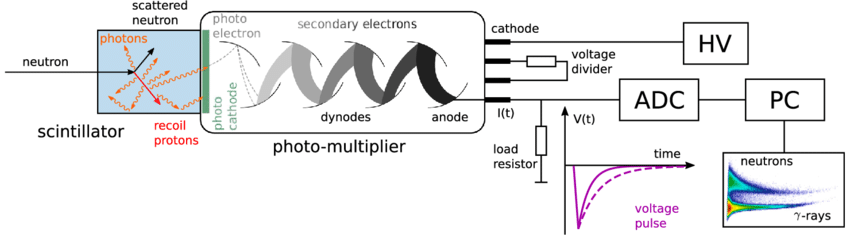 scattered
neutron
photons
neutron
scintillator
recoil
protons
photo
electron
photo
cathode
secondary electrons
dynodes
anode
photo-multiplier
cathode
voltage
divider
HV
I(t)
load
resistor
V(t)
time
voltage
pulse
ADC
PC
neutrons
γ-rays